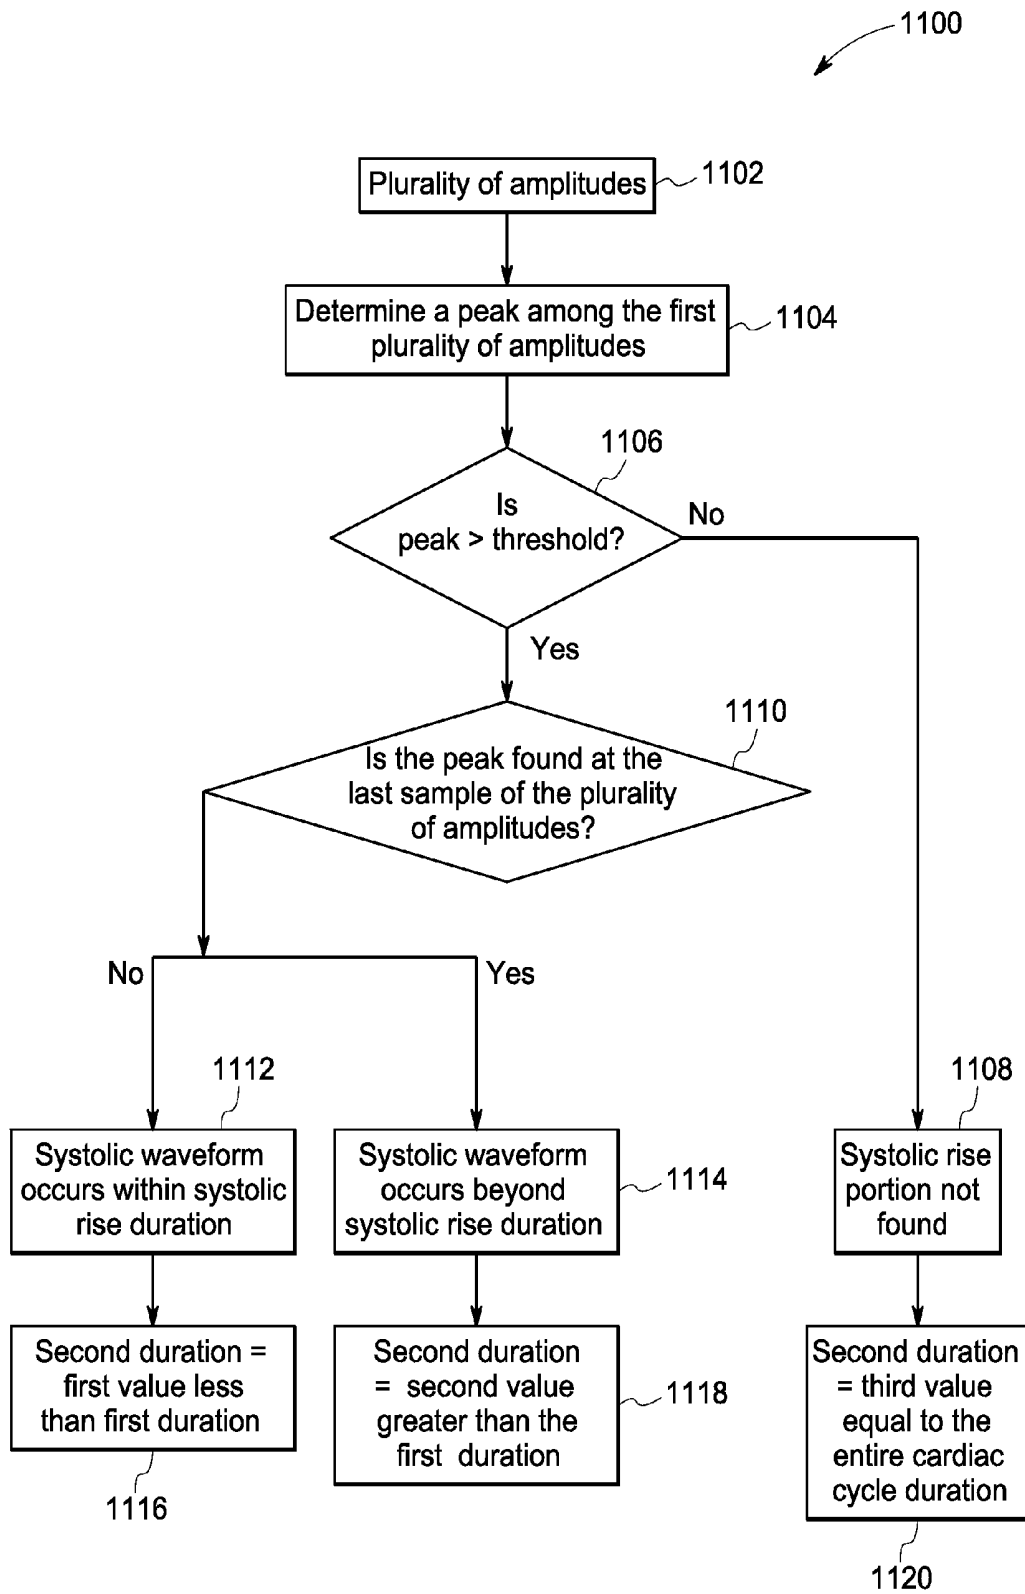 1100
Plurality of amplitudes
1102
Determine a peak among the first
plurality of amplitudes
1104
1106
Is
peak > threshold?
No
Yes
1110
Is the peak found at the
last sample of the plurality
of amplitudes?
No
Yes
1112
Systolic waveform
occurs within systolic
rise duration
Systolic waveform
occurs beyond
systolic rise duration
1114
1108
Systolic rise
portion not
found
Second duration =
first value less
than first duration
1116
Second duration
= second value
greater than the
first duration
1118
Second duration
= third value
equal to the
entire cardiac
cycle duration
1120